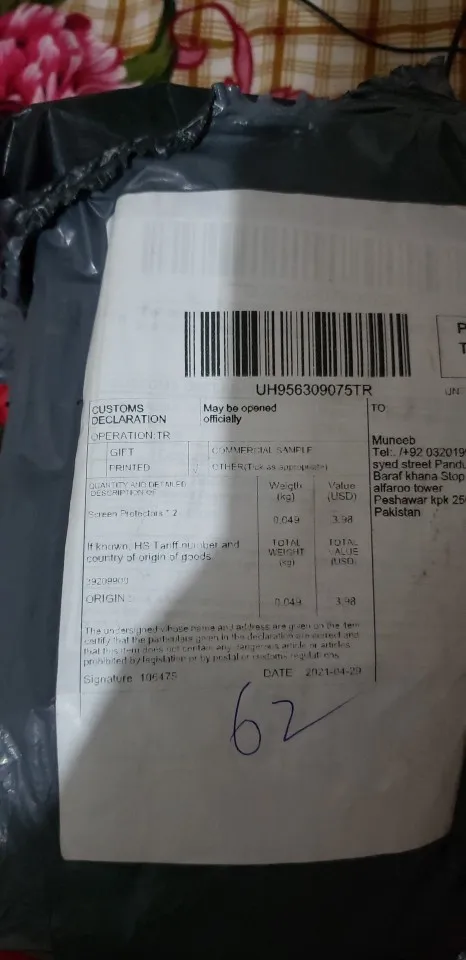 P
T
UH956309075TR
UN
CUSTOMS
DECLARATION
May be opened
officially
TO:
OPERATION:TR
GIFT
COMMERCIAL SAMPLE
PRINTED
OTHER(Tick as appropriate)
QUANTITY AND DETAILED
DESCRIPTION OF
Weigth
(kg)
Value
(USD)
Screen Protectors * 2
0.049
3.98
If known, HS Tariff number and
country of origin of goods
TOTAL
WEIGHT
(kg)
TOTAL
VALUE
(USD)
39209900
ORIGIN
0.049
3.98
The undersigned whose name and address are given on the item
certify that the particulars given in this declaration are correct and
that this item does not contain any dangerous article or articles
prohibited by legislation or by postal or customs regulations.
Signature 106475
DATE 2021-04-29
Muneeb
Tel:. /+92 0320199
syed street Pandu
Baraf khana Stop
alfaroo tower
Peshawar kpk 250
Pakistan
62